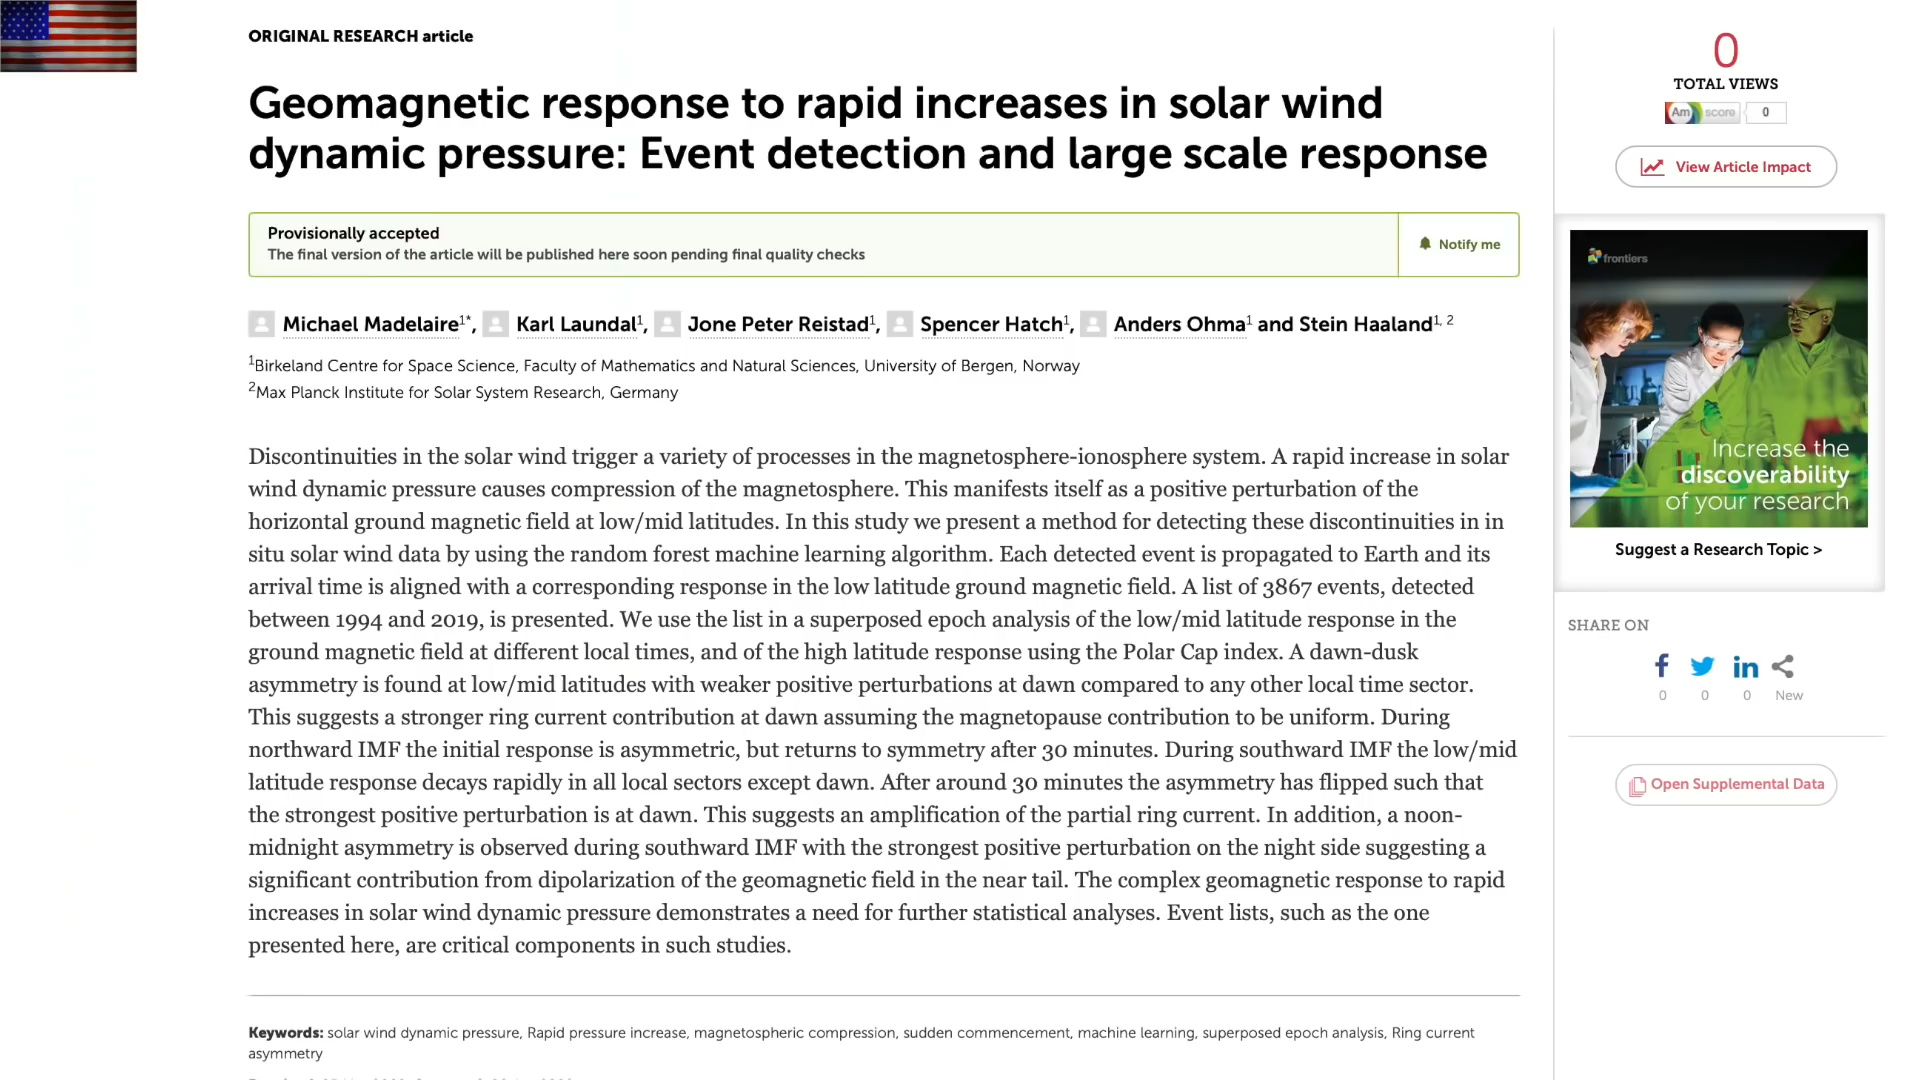 ORIGINAL RESEARCH article
Geomagnetic response to rapid increases in solar wind
dynamic pressure: Event detection and large scale response
Provisionally accepted
The final version of the article will be published here soon pending final quality checks
Notify me
Michael Madelaire1*, Karl Laundal1, Jone Peter Reistad1, Spencer Hatch1, Anders Ohma1 and Stein Haaland1, 2
1Birkeland Centre for Space Science, Faculty of Mathematics and Natural Sciences, University of Bergen, Norway
2Max Planck Institute for Solar System Research, Germany
Discontinuities in the solar wind trigger a variety of processes in the magnetosphere-ionosphere system. A rapid increase in solar
wind dynamic pressure causes compression of the magnetosphere. This manifests itself as a positive perturbation of the
horizontal ground magnetic field at low/mid latitudes. In this study we present a method for detecting these discontinuities in in
situ solar wind data by using the random forest machine learning algorithm. Each detected event is propagated to Earth and its
arrival time is aligned with a corresponding response in the low latitude ground magnetic field. A list of 3867 events, detected
between 1994 and 2019, is presented. We use the list in a superposed epoch analysis of the low/mid latitude response in the
ground magnetic field at different local times, and of the high latitude response using the Polar Cap index. A dawn-dusk
asymmetry is found at low/mid latitudes with weaker positive perturbations at dawn compared to any other local time sector.
This suggests a stronger ring current contribution at dawn assuming the magnetopause contribution to be uniform. During
northward IMF the initial response is asymmetric, but returns to symmetry after 30 minutes. During southward IMF the low/mid
latitude response decays rapidly in all local sectors except dawn. After around 30 minutes the asymmetry has flipped such that
the strongest positive perturbation is at dawn. This suggests an amplification of the partial ring current. In addition, a noon-
midnight asymmetry is observed during southward IMF with the strongest positive perturbation on the night side suggesting a
significant contribution from dipolarization of the geomagnetic field in the near tail. The complex geomagnetic response to rapid
increases in solar wind dynamic pressure demonstrates a need for further statistical analyses. Event lists, such as the one
presented here, are critical components in such studies.
Keywords: solar wind dynamic pressure, Rapid pressure increase, magnetospheric compression, sudden commencement, machine learning, superposed epoch analysis, Ring current
asymmetry
0
TOTAL VIEWS
Am score 0
View Article Impact
frontiers
Increase the
discoverability
of your research
Suggest a Research Topic >
SHARE ON
0 0 0 New
Open Supplemental Data